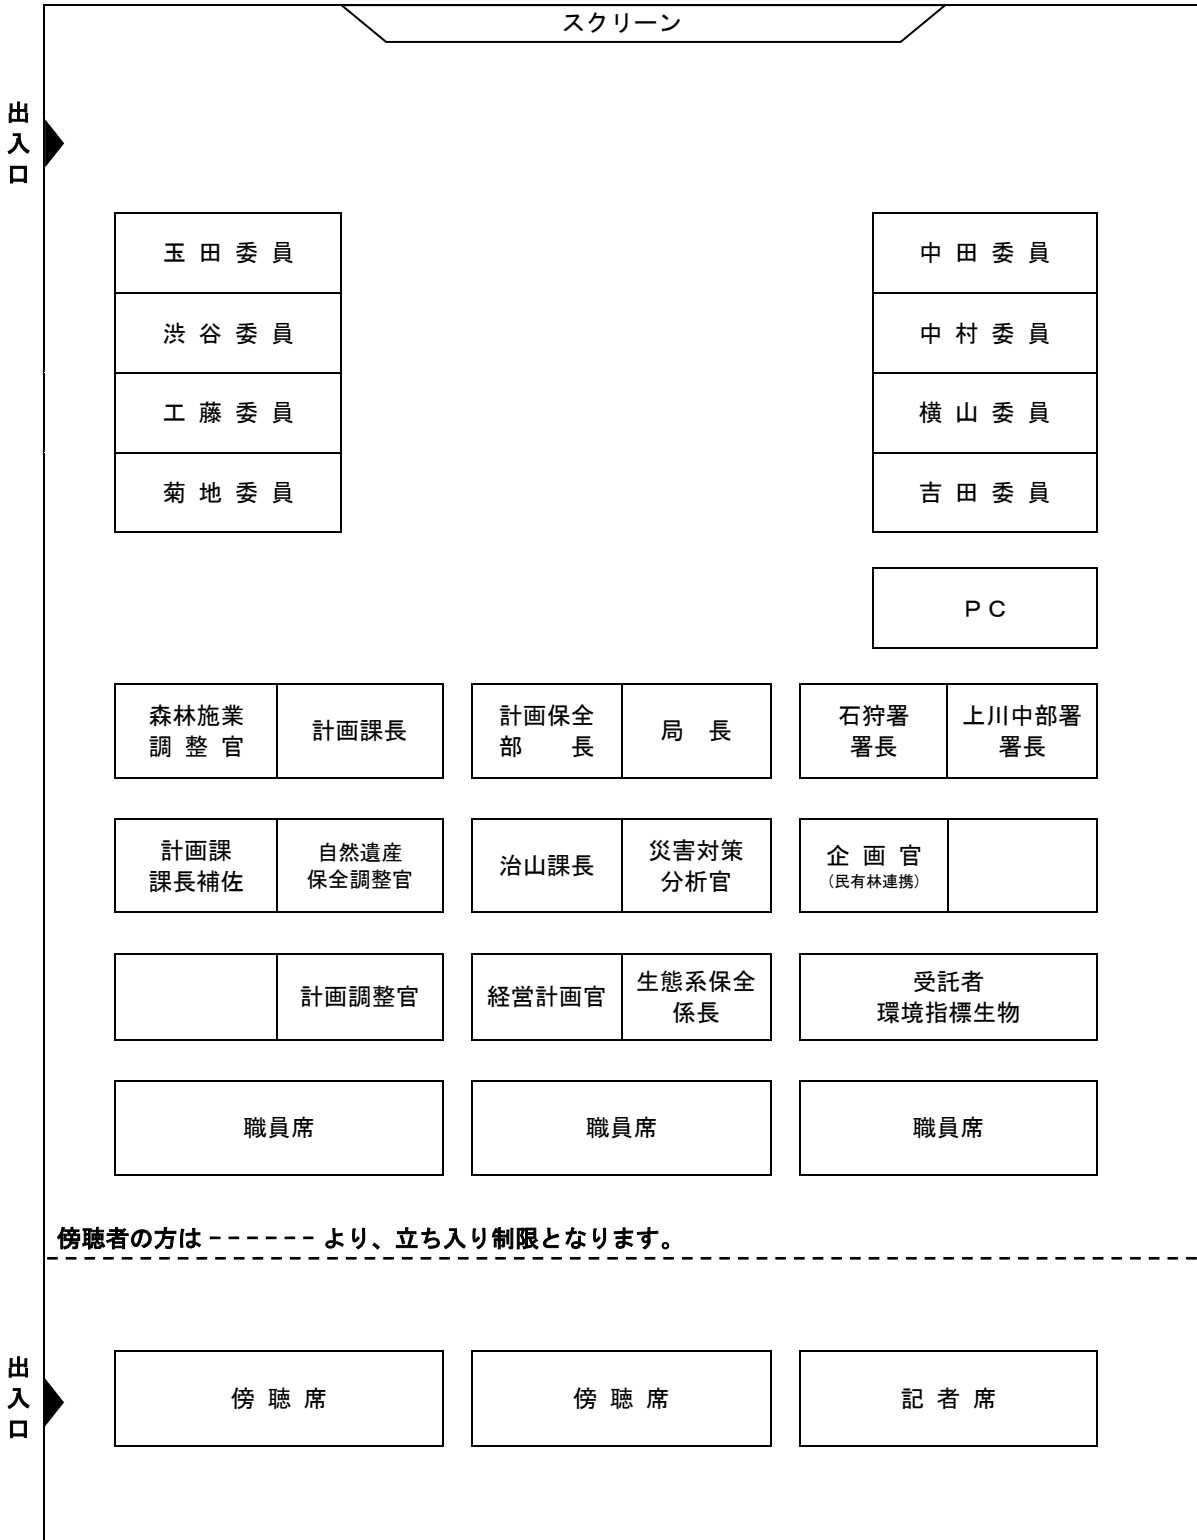 スクリーン
出入口
玉田委員
中田委員
渋谷委員
中村委員
工藤委員
横山委員
菊地委員
吉田委員
PC
森林施業
調整官
計画課長
計画保全
部長
局長
石狩署
署長
上川中部署
署長
計画課
課長補佐
自然遺産
保全調整官
治山課長
災害対策
分析官
企画官
（民有林連携）
計画調整官
経営計画官
生態系保全
係長
受託者
環境指標生物
職員席
職員席
職員席
傍聴者の方は------より、立ち入り制限となります。
出入口
傍聴席
傍聴席
記者席